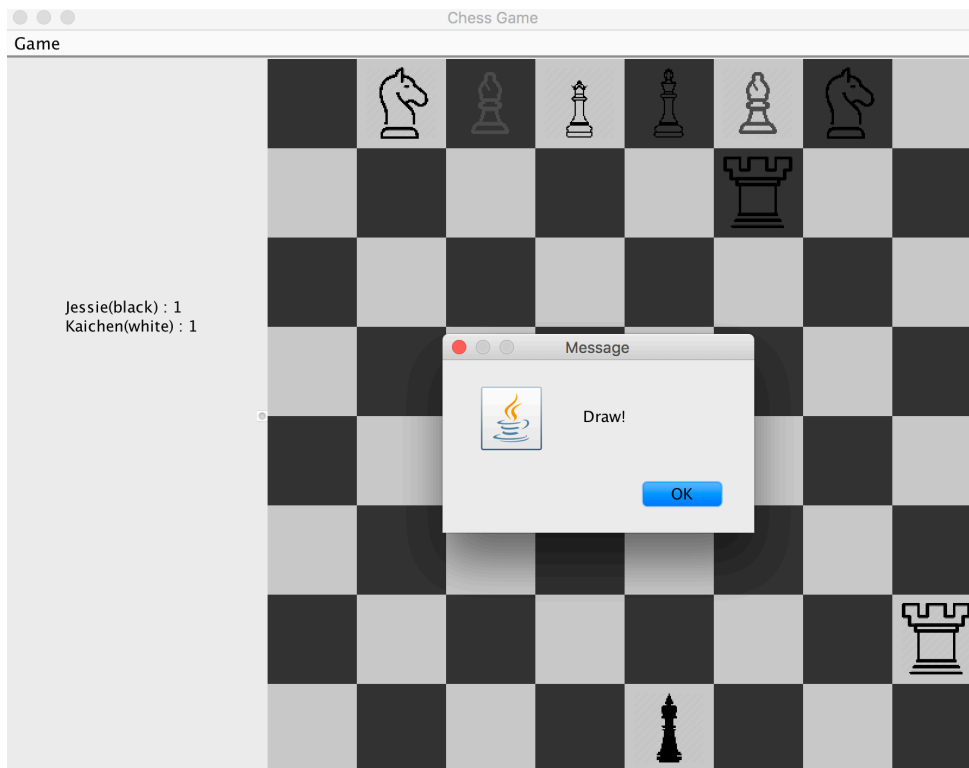 Chess Game
Game
Jessie(black) : 1
Kaichen(white) : 1
Message
Draw!
OK